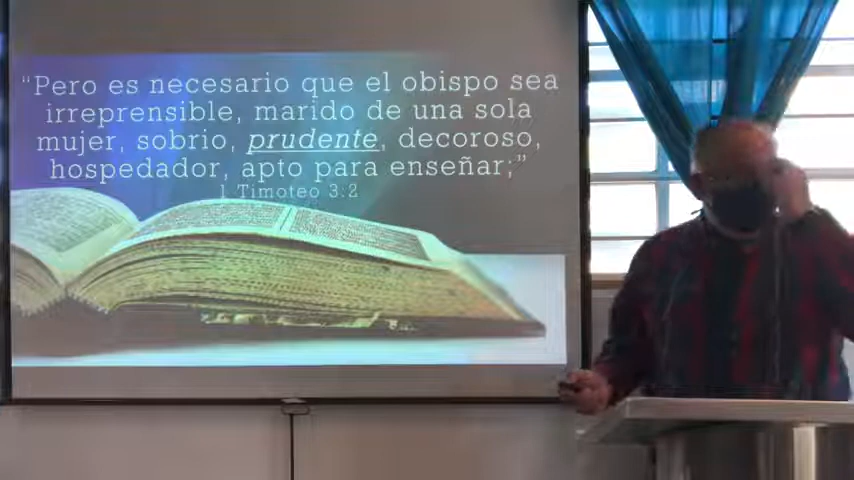 “Pero es necesario que el obispo sea
irreprensible, marido de una sola
mujer, sobrio, prudente, decoroso,
hospedador, apto para enseñar;”
1 Timoteo 3:2